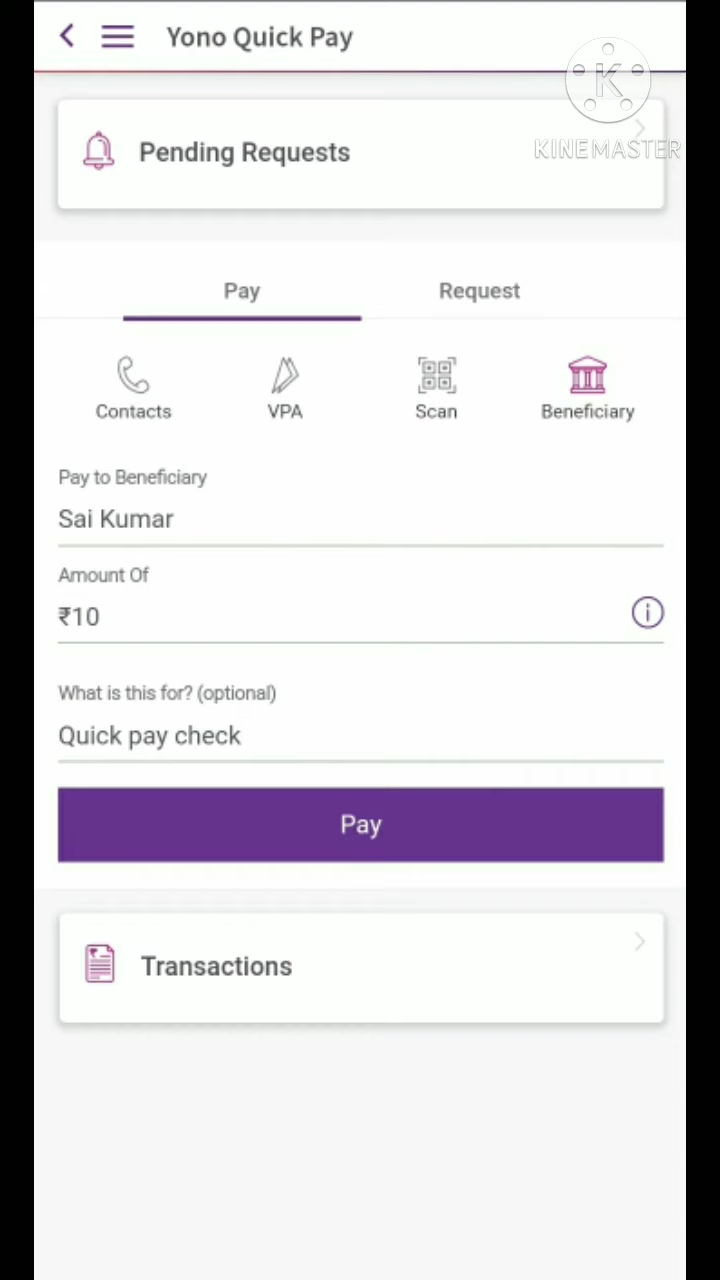 Yono Quick Pay
K
KINEMASTER
Pending Requests
Pay
Request
Contacts
VPA
Scan
Beneficiary
Pay to Beneficiary
Sai Kumar
Amount Of
₹10
What is this for? (optional)
Quick pay check
Pay
Transactions